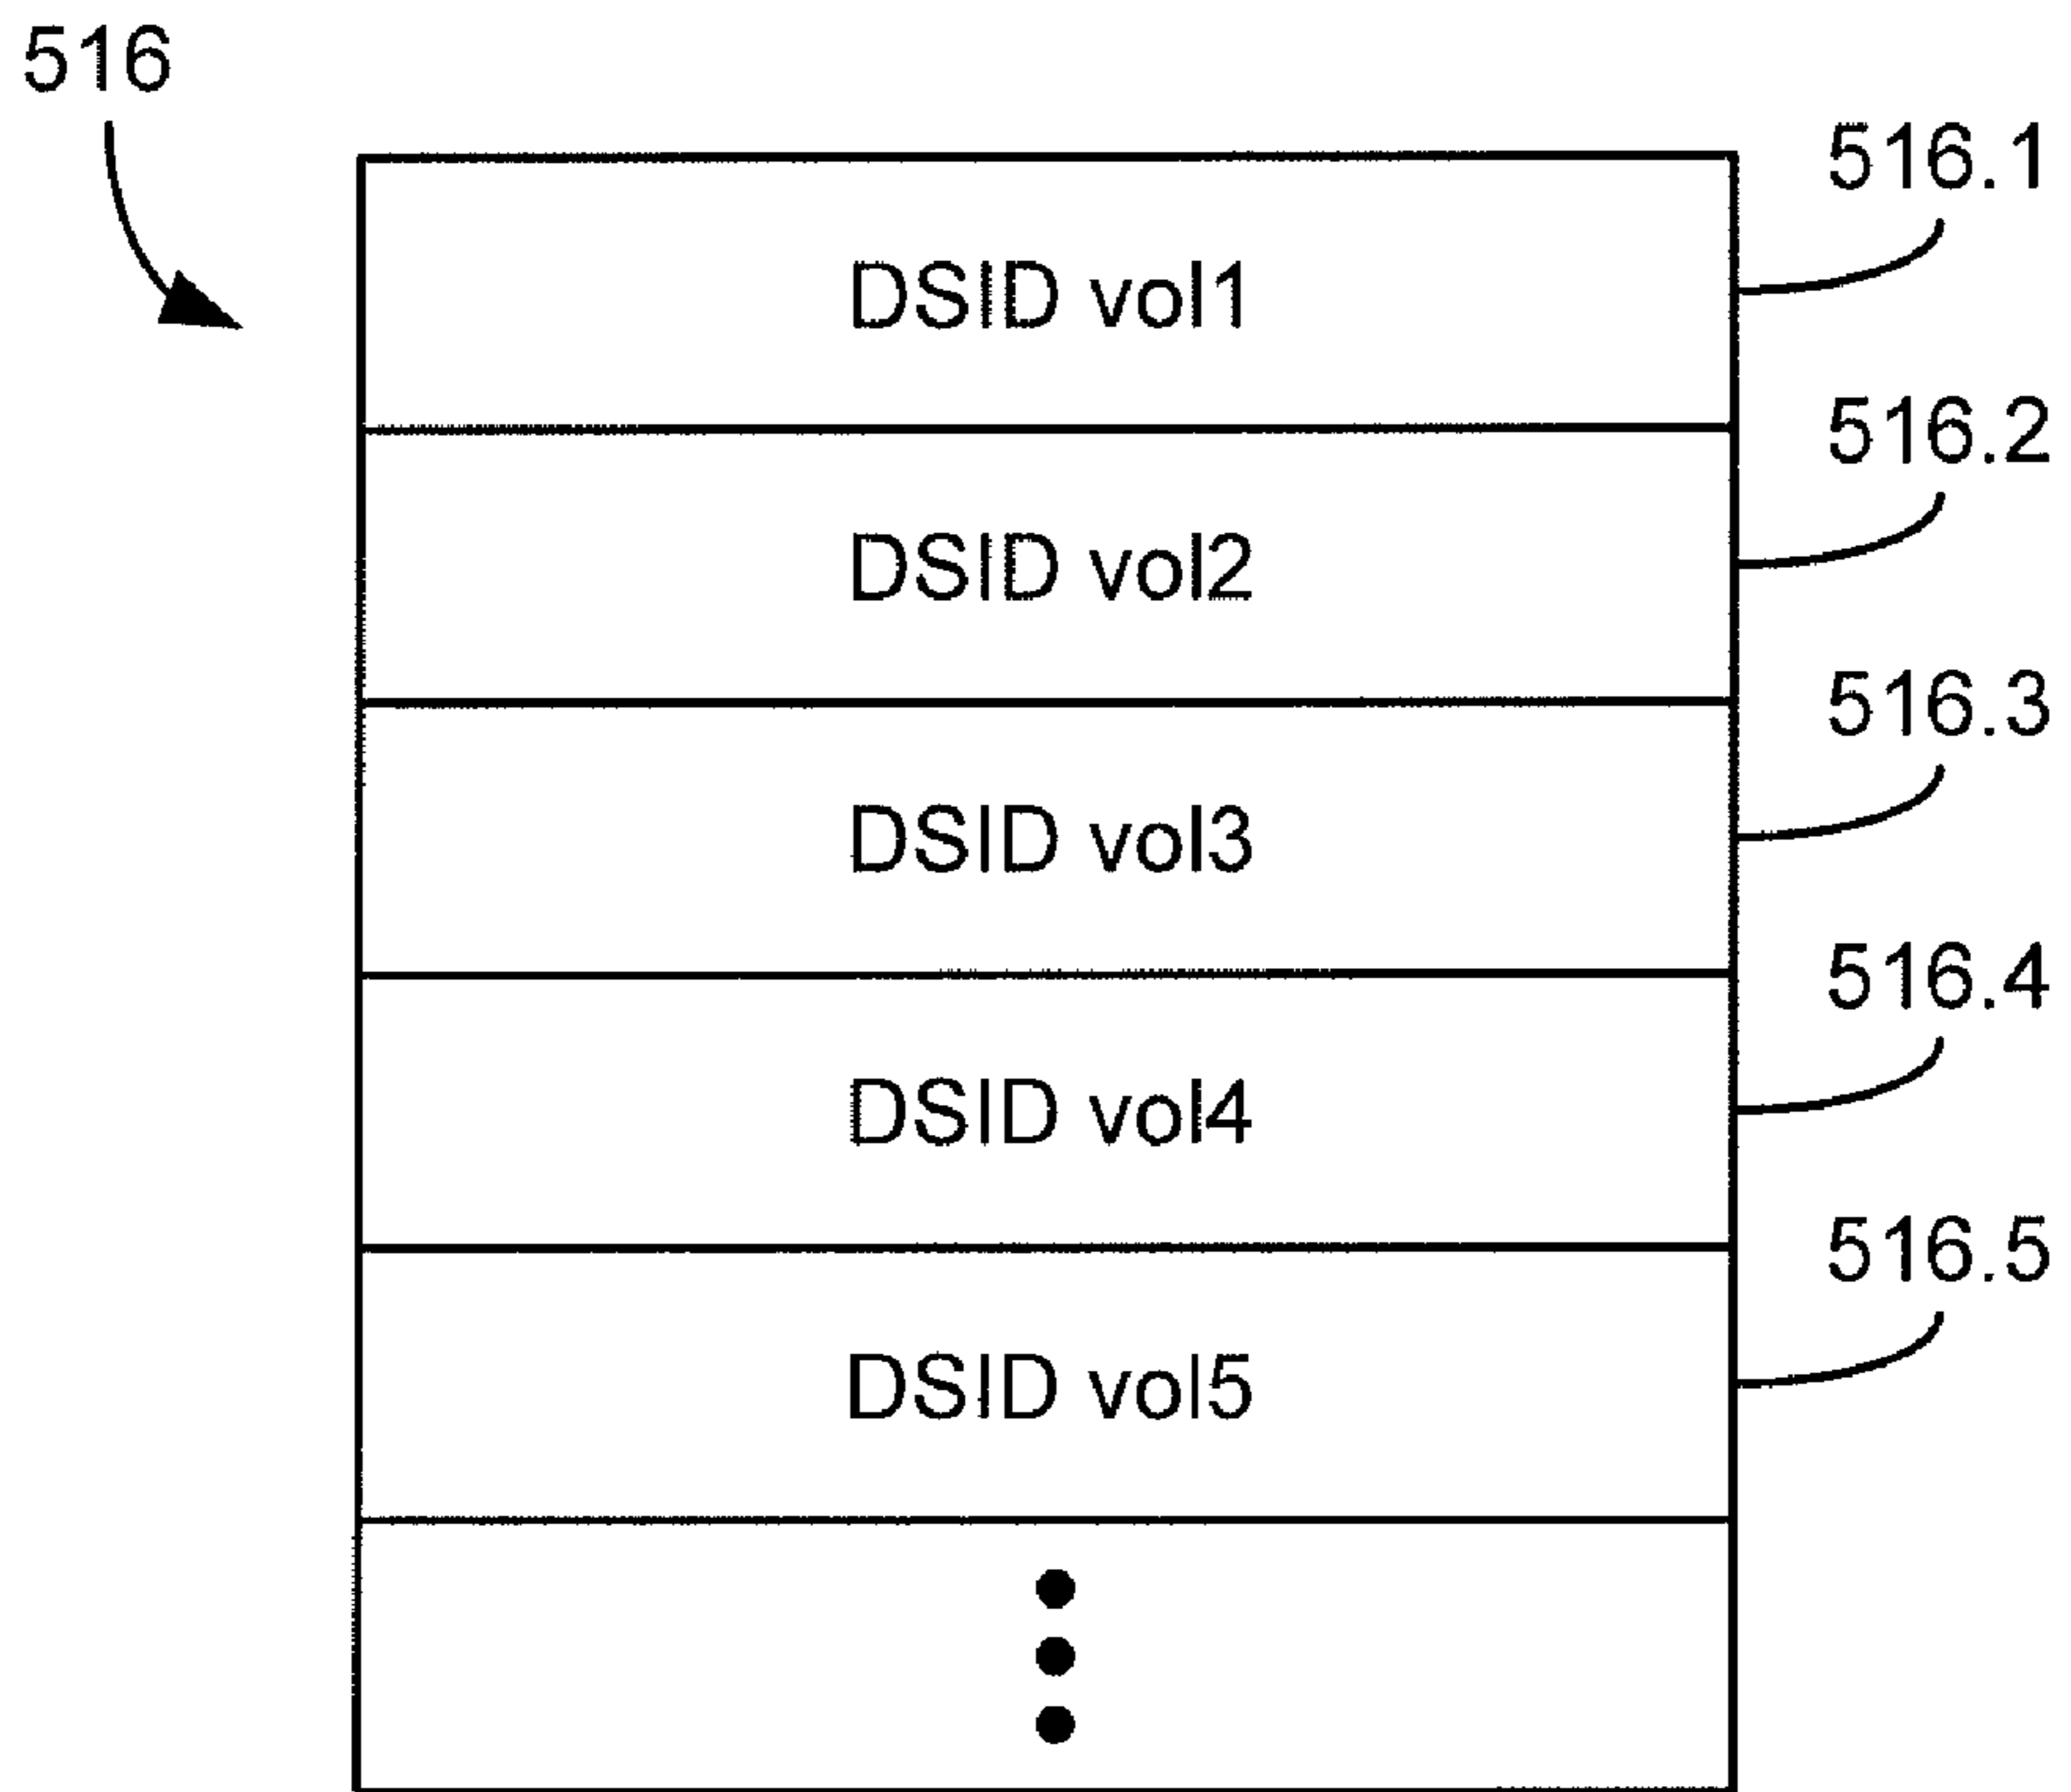 516
516.1
DSID vol1
516.2
DSID vol2
516.3
DSID vol3
516.4
DSID vol4
516.5
DSID vol5